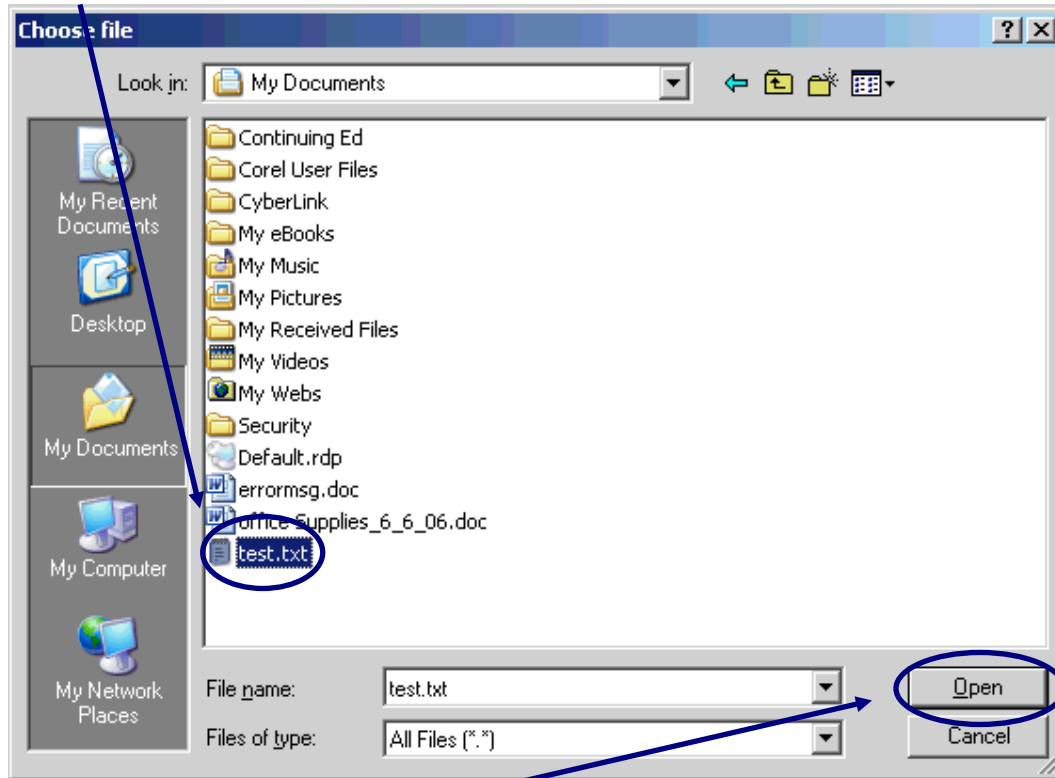 Choose file
Look in: My Documents
My Recent
Documents
Desktop
My Documents
My Computer
My Network
Places
Continuing Ed
Corel User Files
CyberLink
My eBooks
My Music
My Pictures
My Received Files
My Videos
My Webs
Security
Default.rdp
errormsg.doc
office Supplies_6_6_06.doc
test.txt
File name: test.txt Open
Files of type: All Files (*.*) Cancel